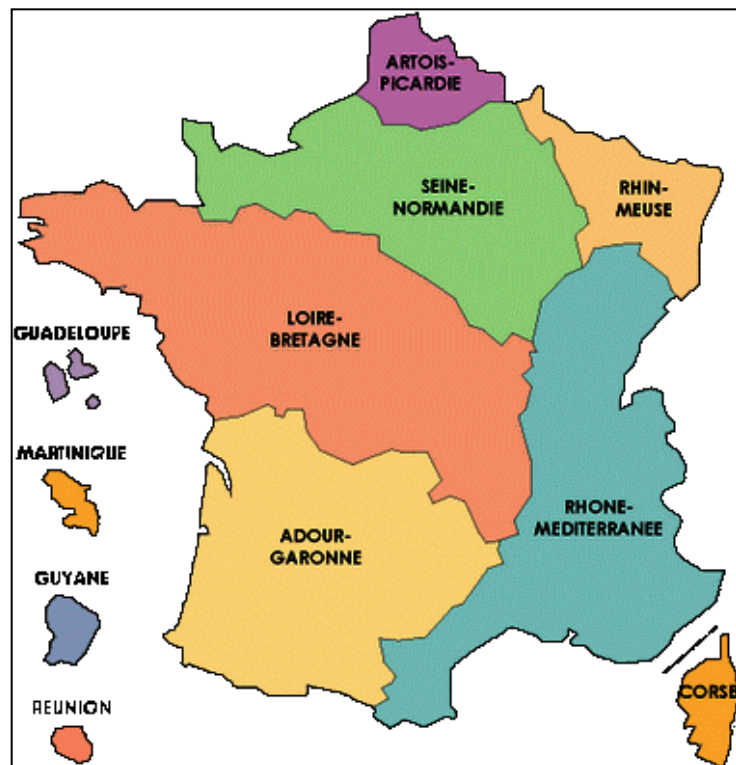 ARTOIS-
PICARDIE
SEINE-
NORMANDIE
RHIN-
MEUSE
LOIRE-
BRETAGNE
GUADELOUPE
MARTINIQUE
ADOUR-
GARONNE
RHONE-
MEDITERRANEE
GUYANE
CORSE
REUNION